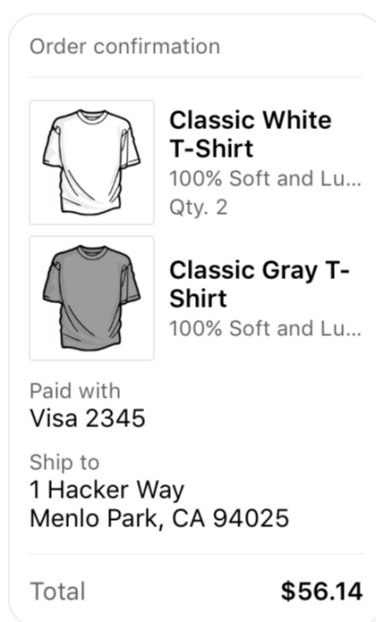 Order confirmation
Classic White
T-Shirt
100% Soft and Lu...
Qty. 2
Classic Gray T-
Shirt
100% Soft and Lu...
Paid with
Visa 2345
Ship to
1 Hacker Way
Menlo Park, CA 94025
Total $56.14